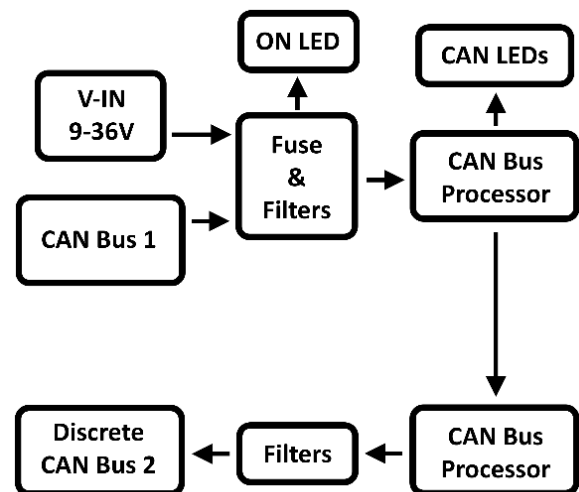 ON LED
CAN LEDs
V-IN
9-36V
Fuse
&
Filters
CAN Bus
Processor
CAN Bus 1
Discrete
CAN Bus 2
Filters
CAN Bus
Processor